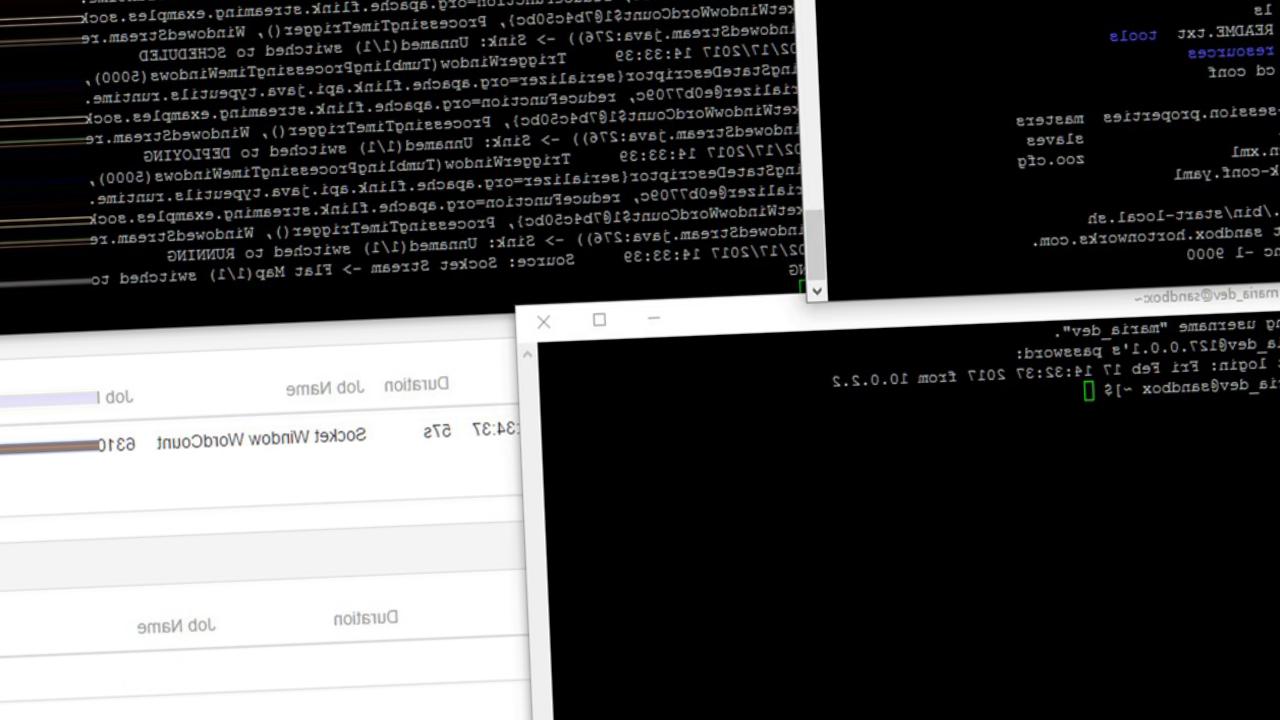 ls
README.txt tools
resources
cd conf
session.properties masters
slaves
n.xml
zoo.cfg
k-conf.yaml
./bin/start-local.sh
t sandbox.hortonworks.com.
nc -l 9000
ketWindowWordCount$1@7b4c50bc}, ProcessingTimeTrigger(), WindowedStream.re
indowedStream.java:276)) -> Sink: Unnamed(1/1) switched to SCHEDULED
02/17/2017 14:33:39 TriggerWindow(TumblingProcessingTimeWindows(5000),
ingStateDescriptor{serializer=org.apache.flink.api.java.typeutils.runtime.
rializer@e0b7709c, reduceFunction=org.apache.flink.streaming.examples.sock
ketWindowWordCount$1@7b4c50bc}, ProcessingTimeTrigger(), WindowedStream.re
indowedStream.java:276)) -> Sink: Unnamed(1/1) switched to DEPLOYING
02/17/2017 14:33:39 TriggerWindow(TumblingProcessingTimeWindows(5000),
ingStateDescriptor{serializer=org.apache.flink.api.java.typeutils.runtime.
rializer@e0b7709c, reduceFunction=org.apache.flink.streaming.examples.sock
ketWindowWordCount$1@7b4c50bc}, ProcessingTimeTrigger(), WindowedStream.re
indowedStream.java:276)) -> Sink: Unnamed(1/1) switched to RUNNING
02/17/2017 14:33:39 Source: Socket Stream -> Flat Map(1/1) switched to
NG
maria_dev@sandbox:~
ng username "maria_dev".
a_dev@127.0.0.1's password:
login: Fri Feb 17 14:32:37 2017 from 10.0.2.2
ria_dev@sandbox ~]$
Duration Job Name Job I
:34:37 57s Socket Window WordCount 6310
Duration Job Name